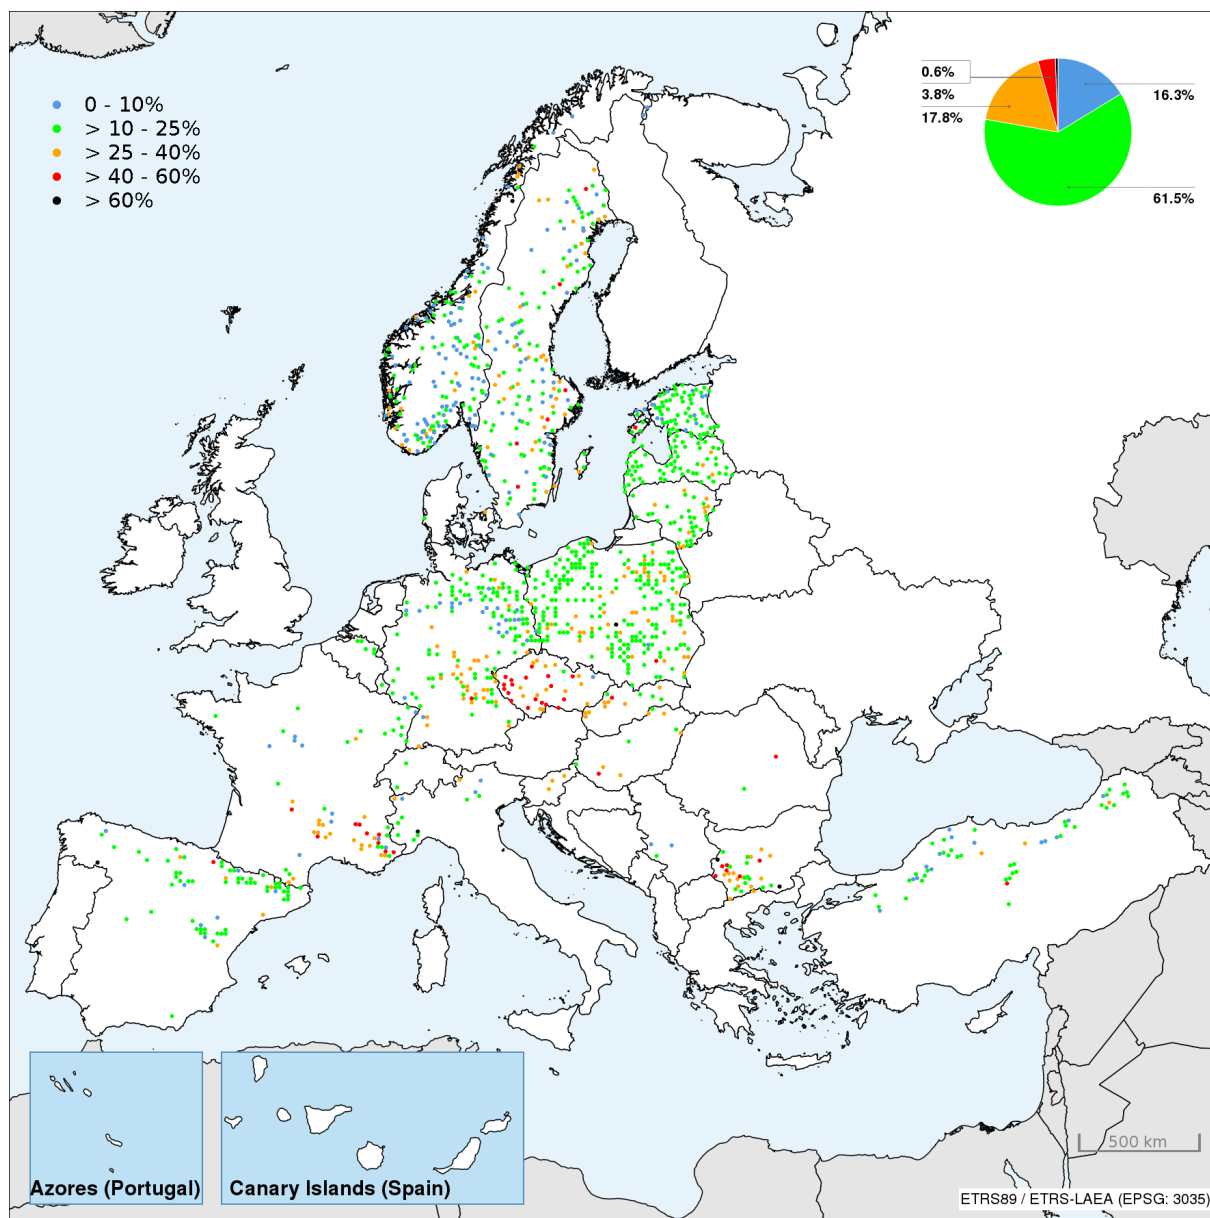 0 - 10%
> 10 - 25%
> 25 - 40%
> 40 - 60%
> 60%
0.6%
3.8%
17.8%
16.3%
61.5%
Azores (Portugal)
Canary Islands (Spain)
500 km
ETRS89 / ETRS-LAEA (EPSG: 3035)